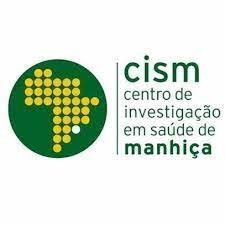 cism
centro de
investigação
em saúde de
manhiça